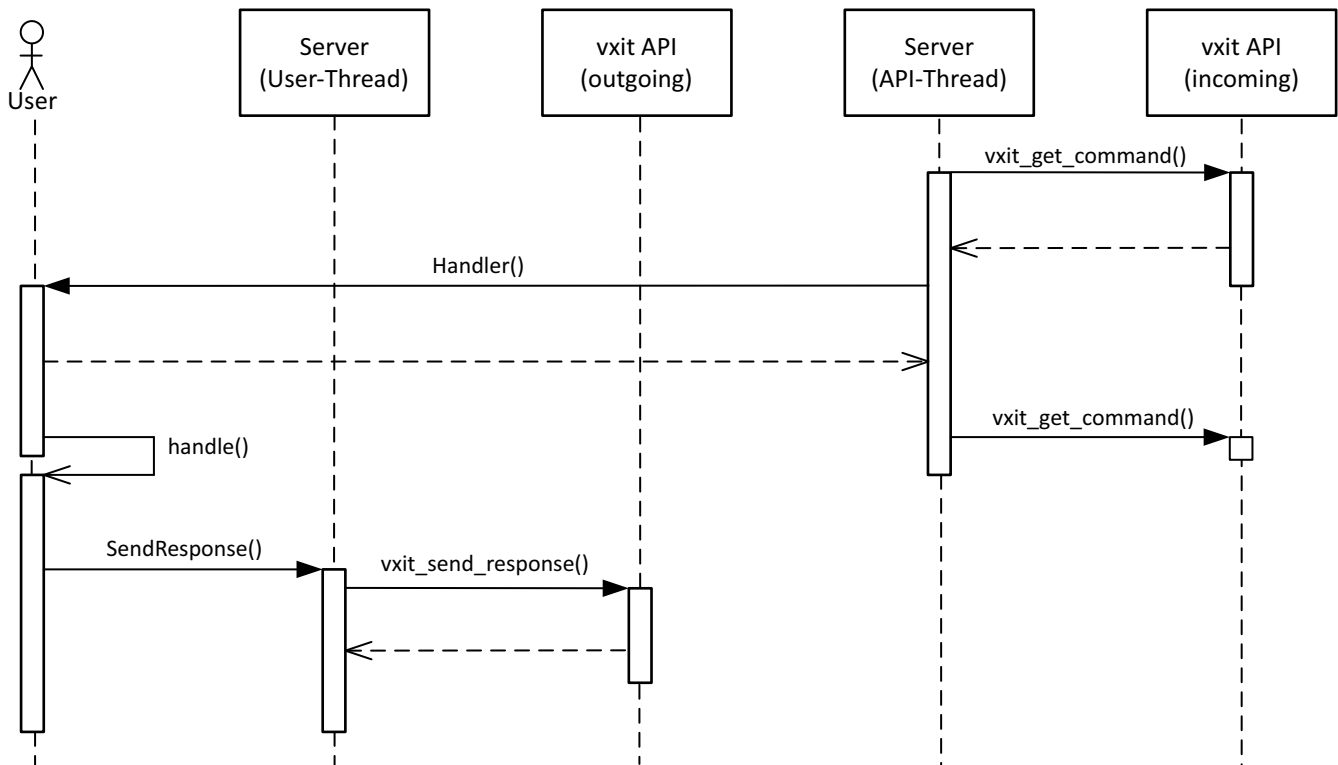 User
Server
(User-Thread)
vxit API
(outgoing)
Server
(API-Thread)
vxit API
(incoming)
vxit_get_command()
Handler()
vxit_get_command()
handle()
SendResponse()
vxit_send_response()